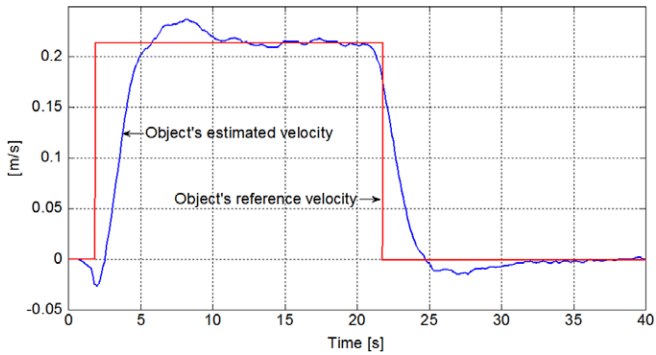 [m/s]
0.2
0.15
0.1
0.05
0
-0.05
Object's estimated velocity
Object's reference velocity
0 5 10 15 20 25 30 35 40
Time [s]